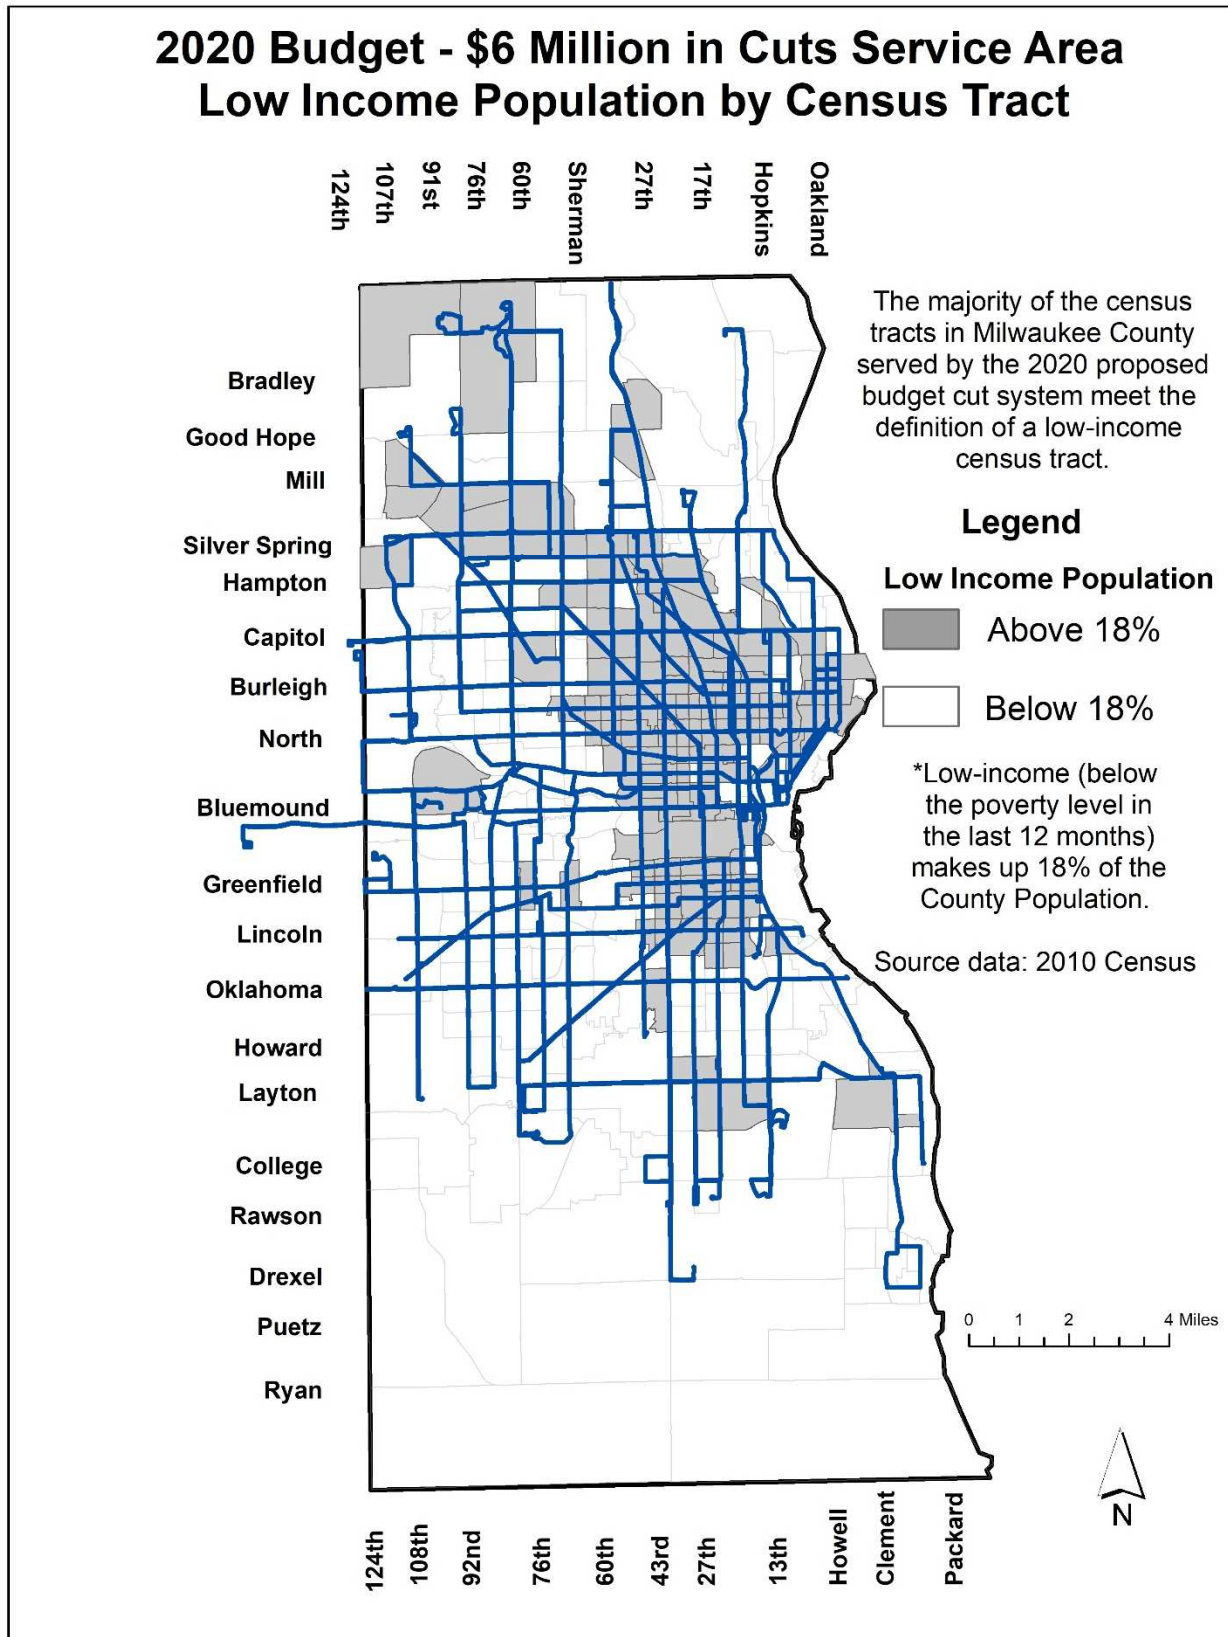 2020 Budget - $6 Million in Cuts Service Area
Low Income Population by Census Tract
124th
107th
91st
76th
60th
Sherman
27th
17th
Hopkins
Oakland
The majority of the census
tracts in Milwaukee County
served by the 2020 proposed
budget cut system meet the
definition of a low-income
census tract.
Legend
Low Income Population
Above 18%
Below 18%
*Low-income (below
the poverty level in
the last 12 months)
makes up 18% of the
County Population.
Source data: 2010 Census
Bradley
Good Hope
Mill
Silver Spring
Hampton
Capitol
Burleigh
North
Bluemound
Greenfield
Lincoln
Oklahoma
Howard
Layton
College
Rawson
Drexel
Puetz
Ryan
0 1 2 4 Miles
N
124th
108th
92nd
76th
60th
43rd
27th
13th
Howell
Clement
Packard